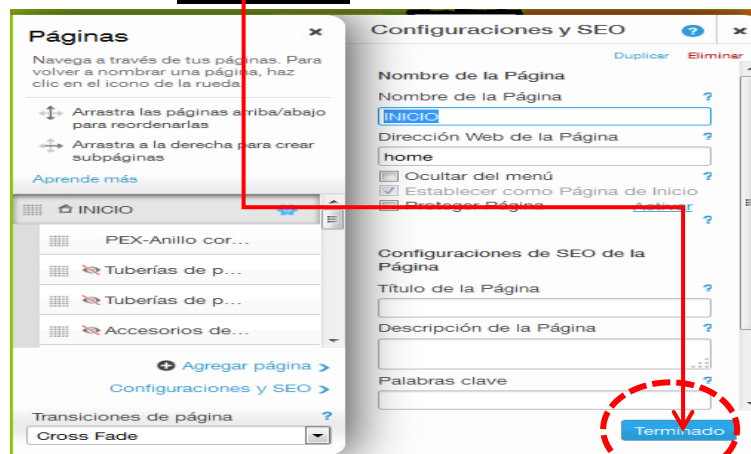 Páginas
Navega a través de tus páginas. Para
volver a nombrar una página, haz
clic en el icono de la rueda.
Arrastra las páginas arriba/abajo
para reordenarlas
Arrastra a la derecha para crear
subpáginas
Aprende más
INICIO
PEX-Anillo cor...
Tuberías de p...
Tuberías de p...
Accesorios de...
Agregar página >
Configuraciones y SEO >
Transiciones de página ?
Cross Fade
Configuraciones y SEO ? x
Duplicar Eliminar
Nombre de la Página
Nombre de la Página ?
INICIO
Dirección Web de la Página ?
home
Ocultar del menú ?
Establecer como Página de Inicio
Proteger Página Activar
?
Configuraciones de SEO de la
Página
Título de la Página ?
Descripción de la Página ?
Palabras clave ?
Terminado